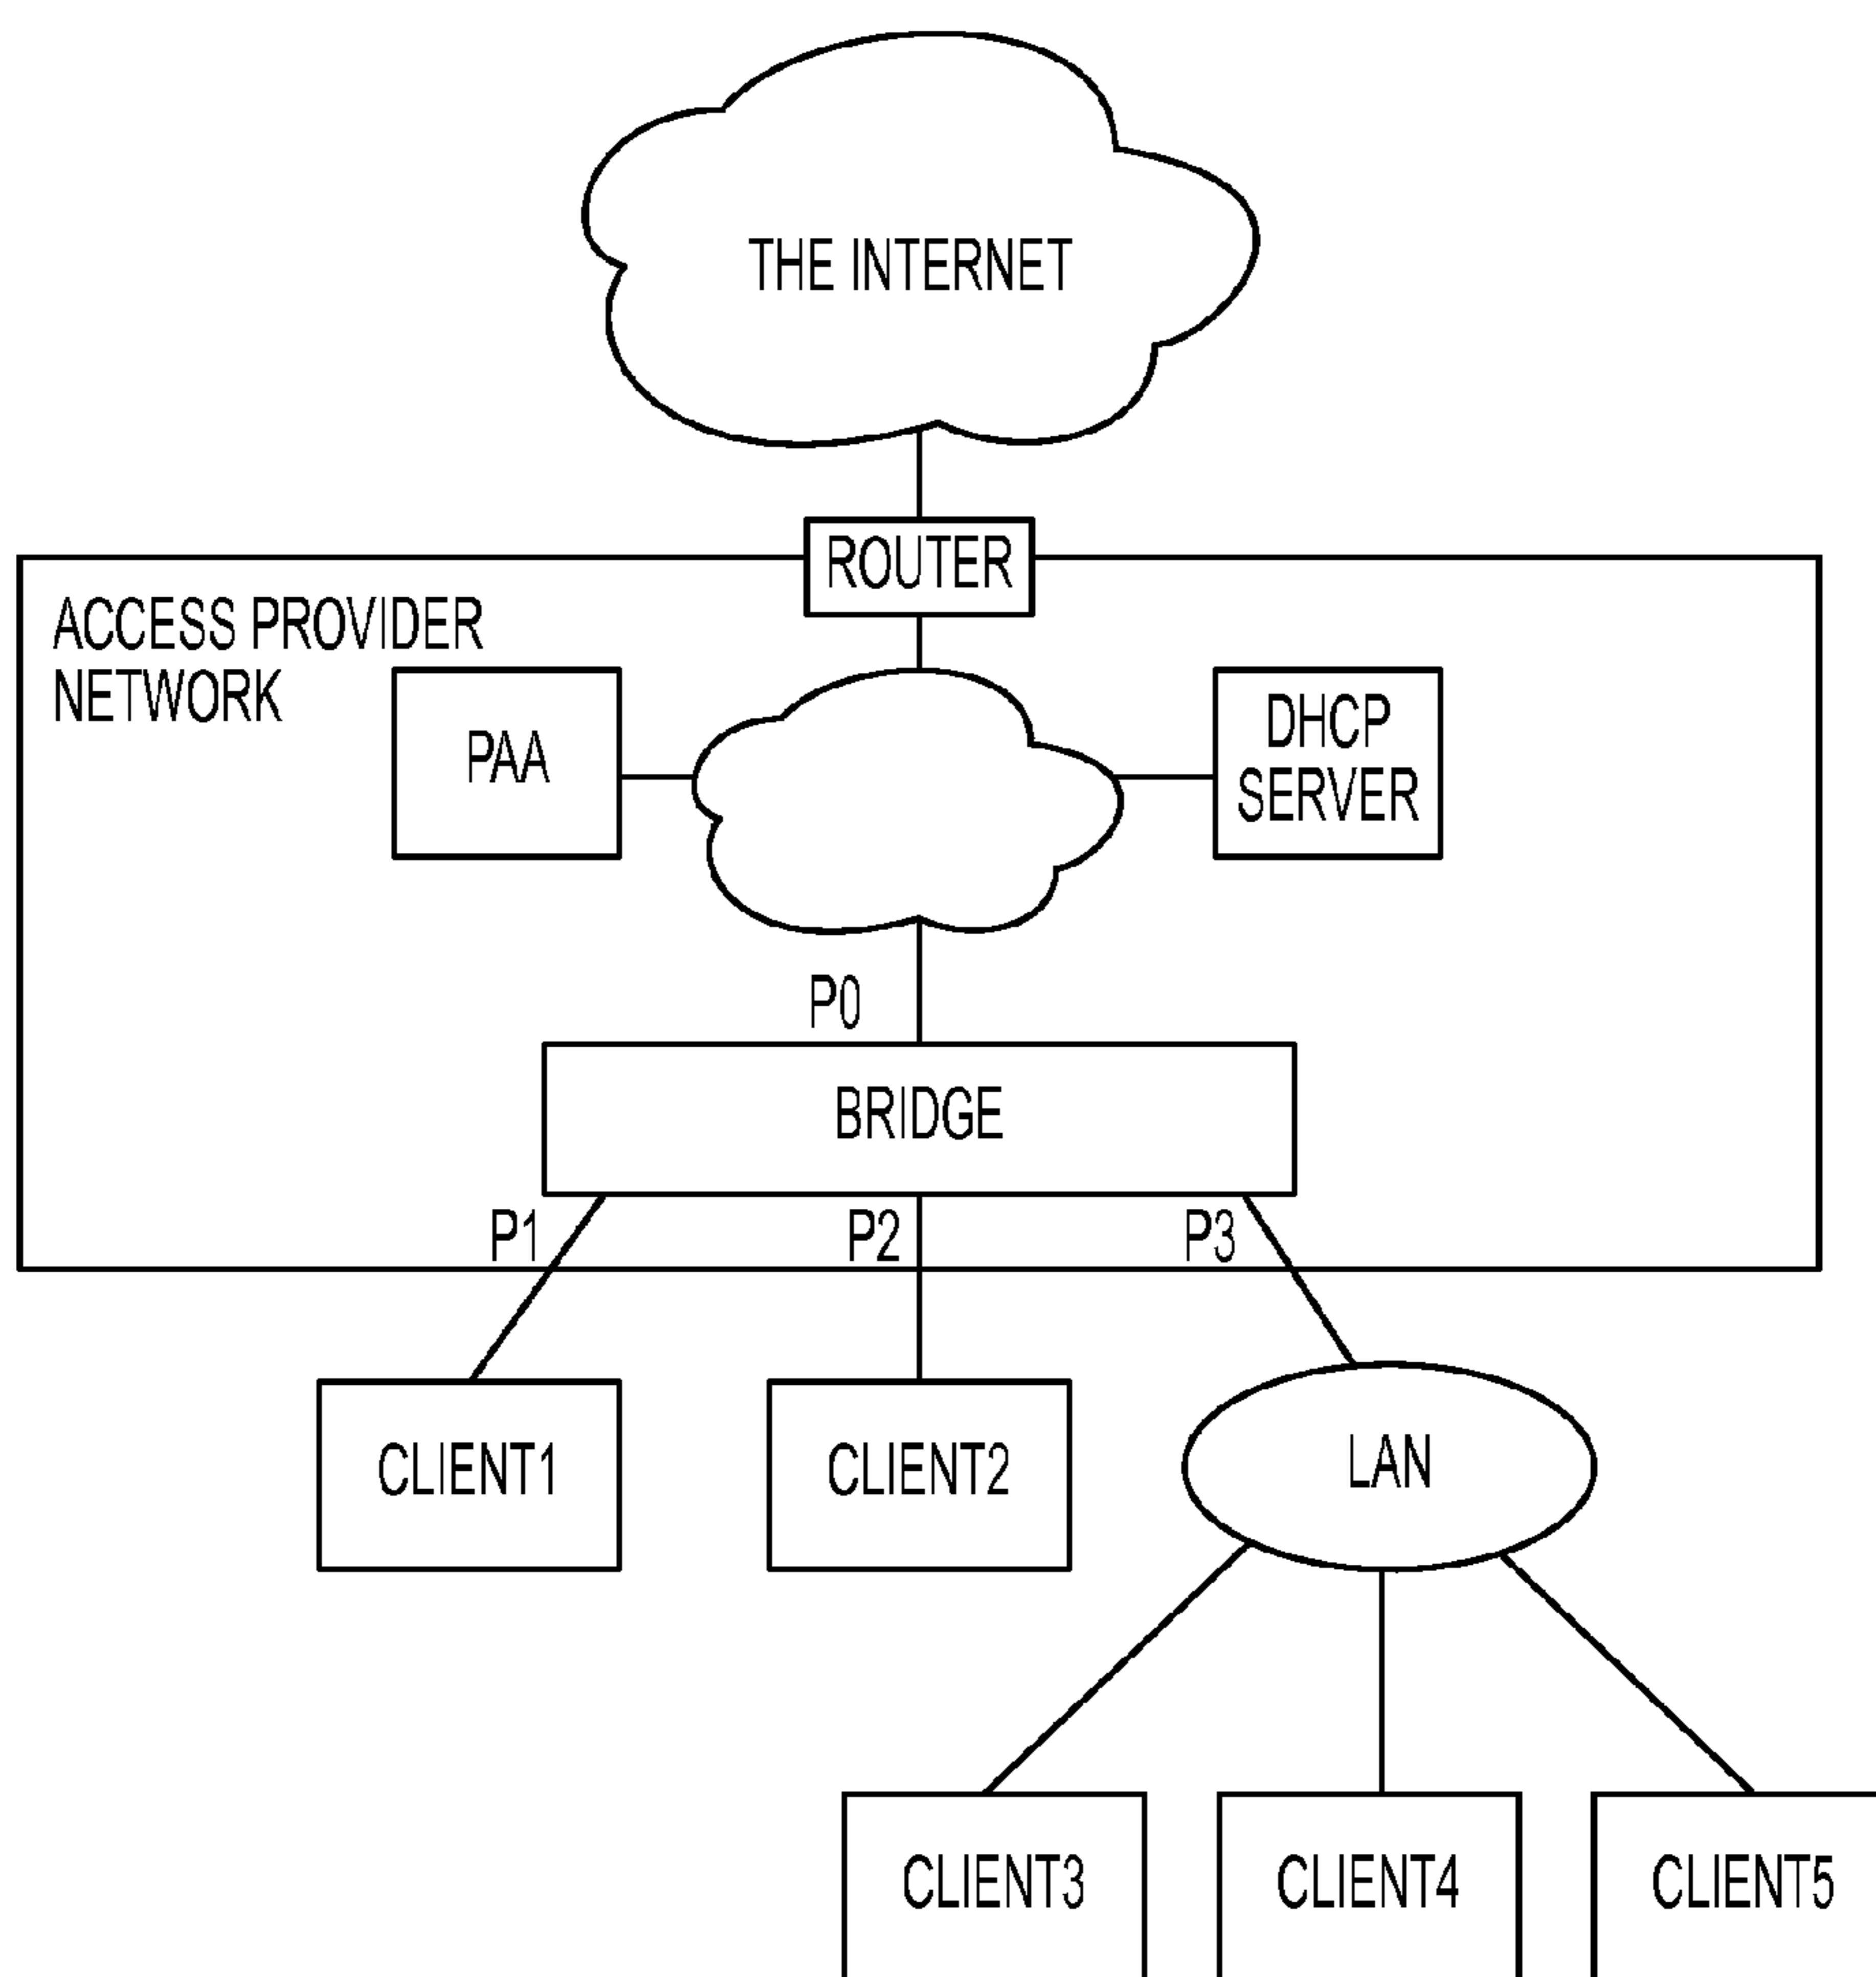 THE INTERNET
ROUTER
ACCESS PROVIDER
NETWORK
PAA
DHCP
SERVER
P0
BRIDGE
P1
P2
P3
CLIENT1
CLIENT2
LAN
CLIENT3
CLIENT4
CLIENT5